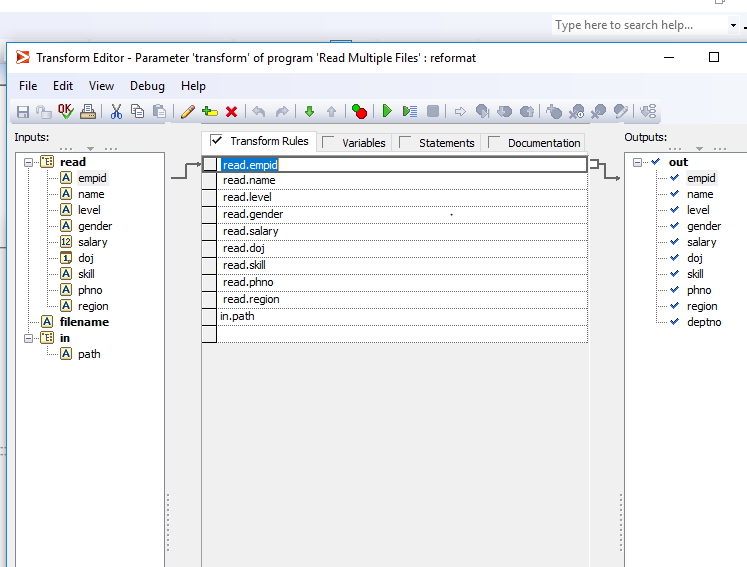 Type here to search help...
Transform Editor - Parameter 'transform' of program 'Read Multiple Files' : reformat
File Edit View Debug Help
OK
Inputs:
Transform Rules Variables Statements Documentation
Outputs:
read
A empid
A name
A level
A gender
12 salary
1, doj
A skill
A phno
A region
A filename
in
A path
read.empid
read.name
read.level
read.gender
read.salary
read.doj
read.skill
read.phno
read.region
in.path
out
empid
name
level
gender
salary
doj
skill
phno
region
deptno